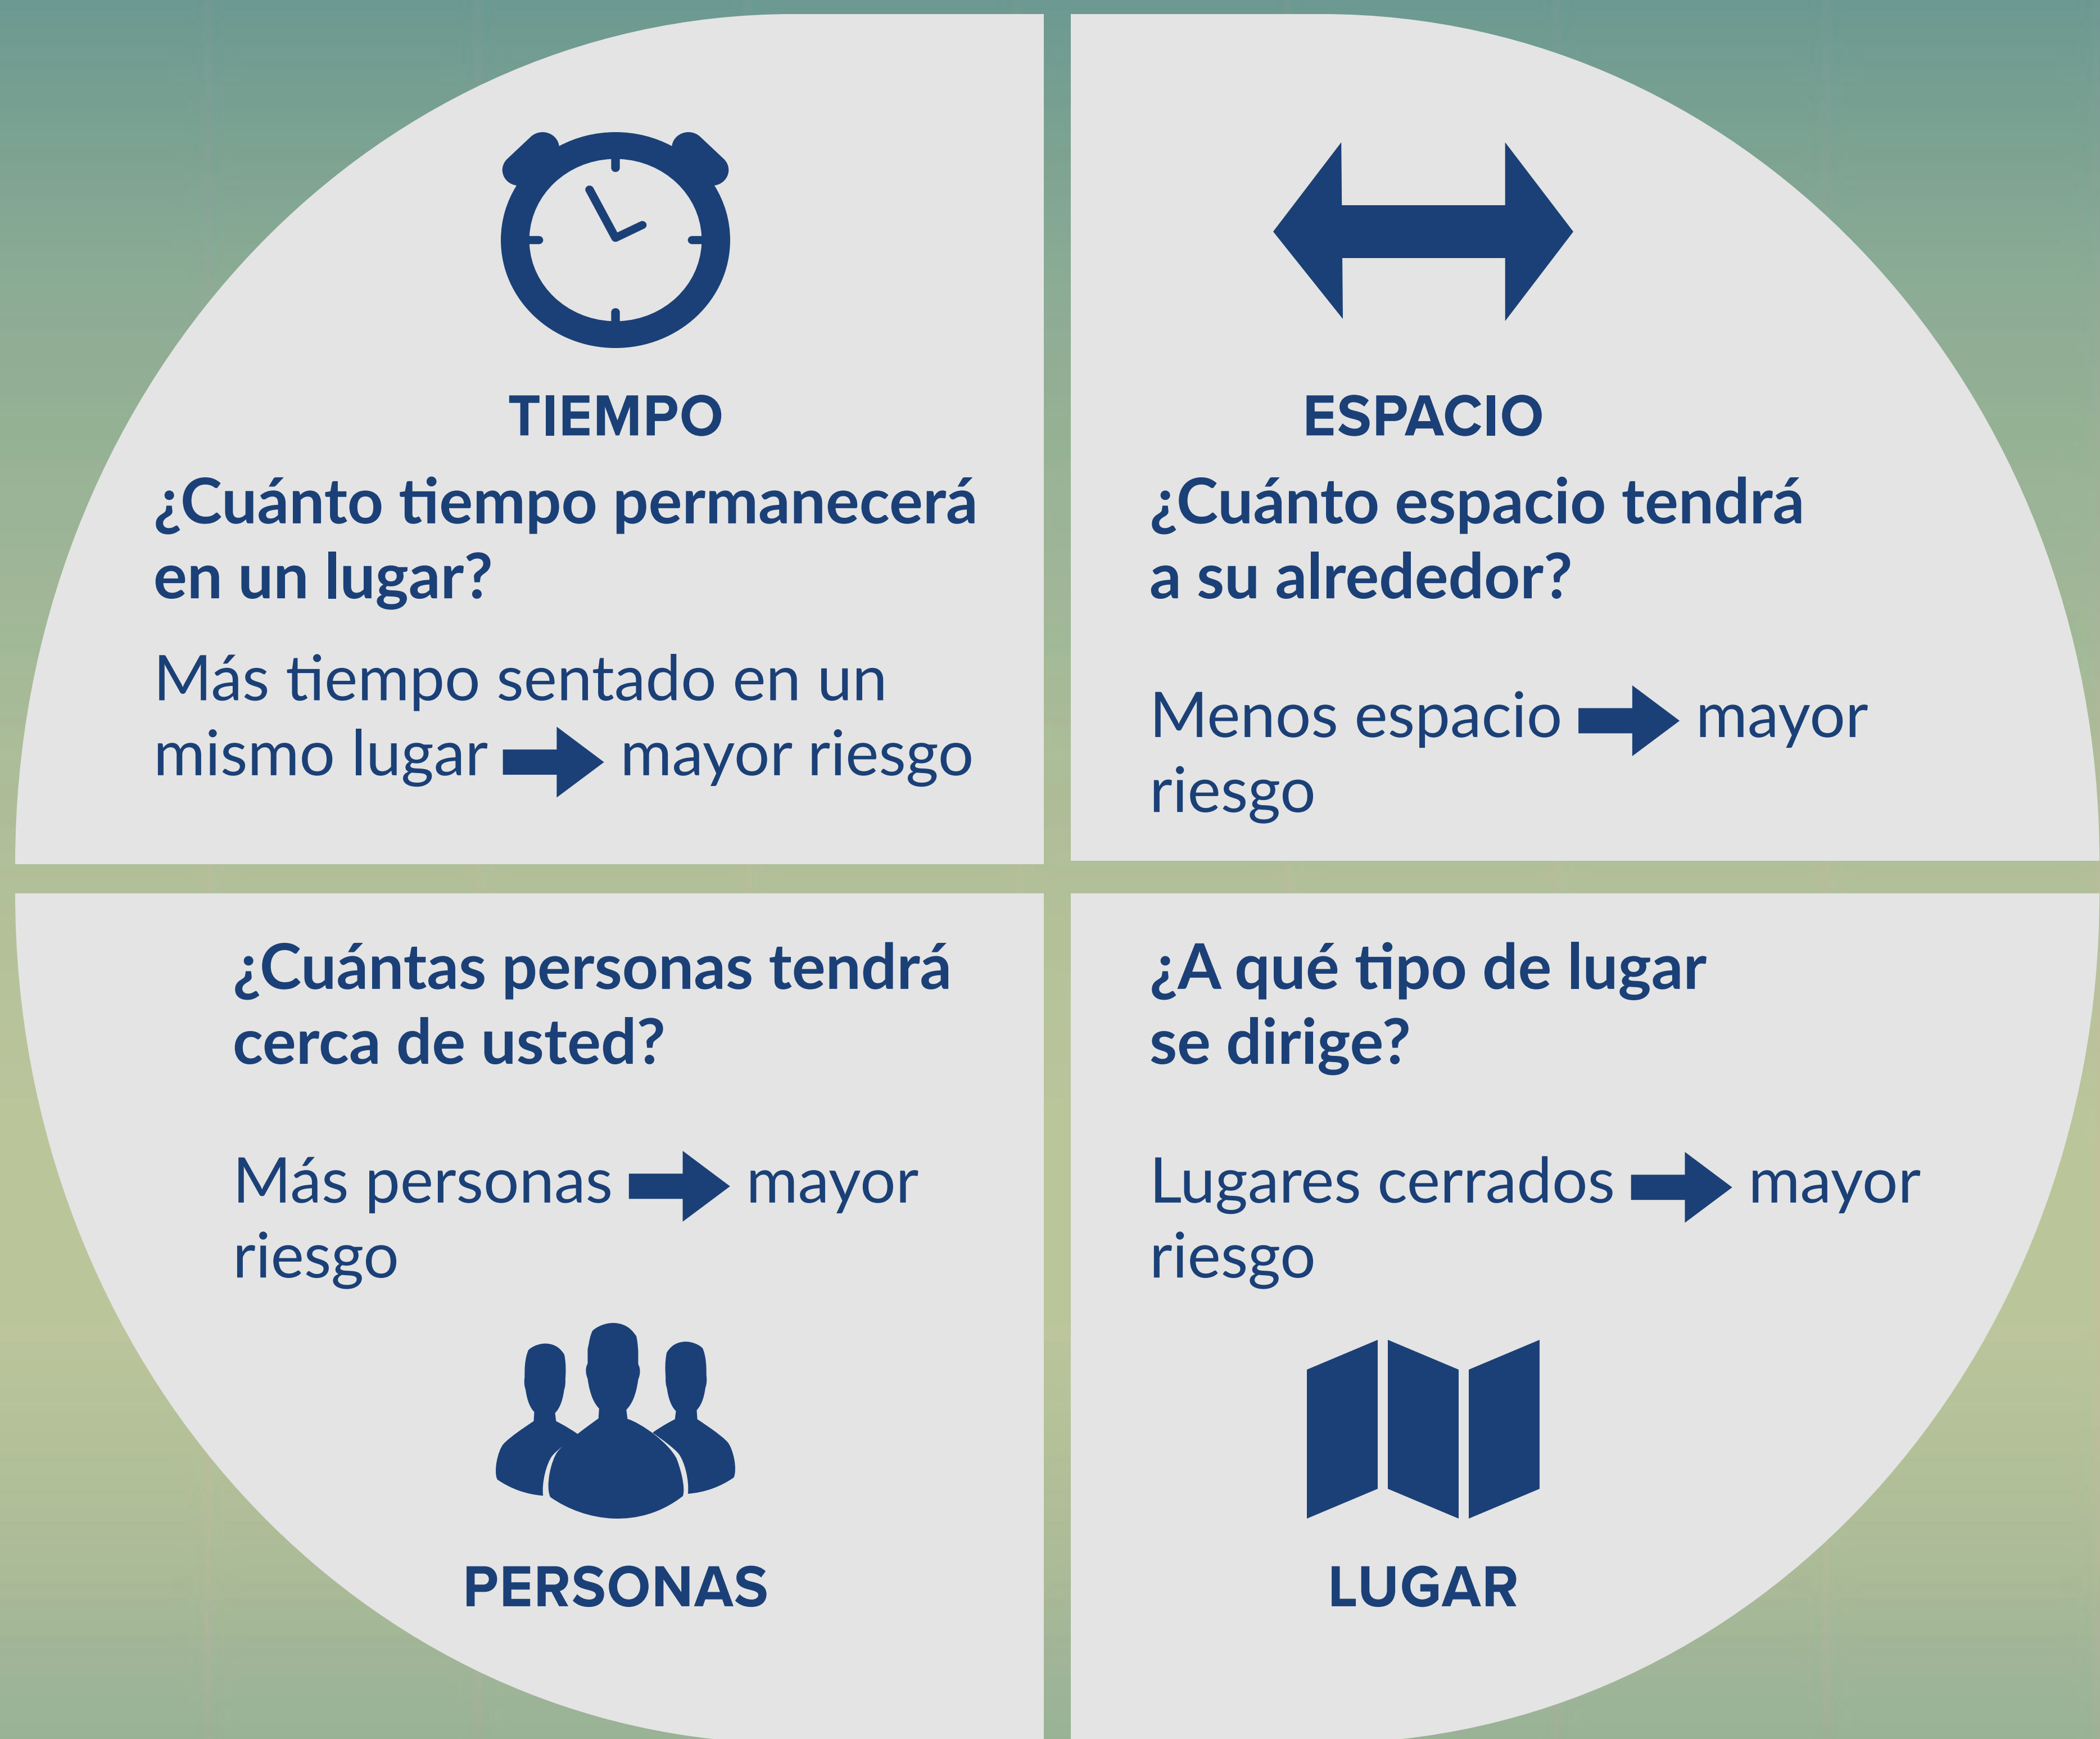 TIEMPO
¿Cuánto tiempo permanecerá
en un lugar?
Más tiempo sentado en un
mismo lugar mayor riesgo
ESPACIO
¿Cuánto espacio tendrá
a su alrededor?
Menos espacio mayor
riesgo
¿Cuántas personas tendrá
cerca de usted?
Más personas mayor
riesgo
PERSONAS
¿A qué tipo de lugar
se dirige?
Lugares cerrados mayor
riesgo
LUGAR